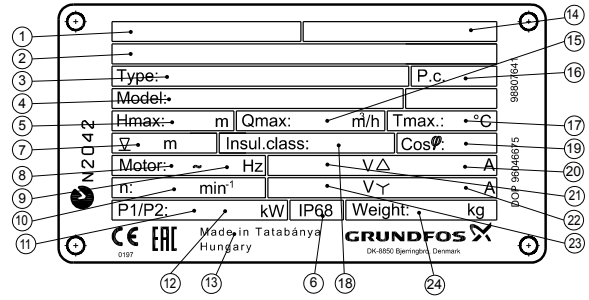 1
14
2
15
3
Type:
P.c.
16
98807641
4
Model:
5
Hmax: m
Qmax: m³/h
Tmax.: °C
17
7
m
Insul.class:
Cosφ:
19
N2042
8
Motor: ~ Hz
V△ A
20
9
21
10
n: min⁻¹
V A
22
DOP 96046675
11
P1/P2: kW
IP68
Weight: kg
23
CE
0197
EAC
Made in Tatabánya
Hungary
GRUNDFOS
DK-8850 Bjerringbro, Denmark
12
13
6
18
24